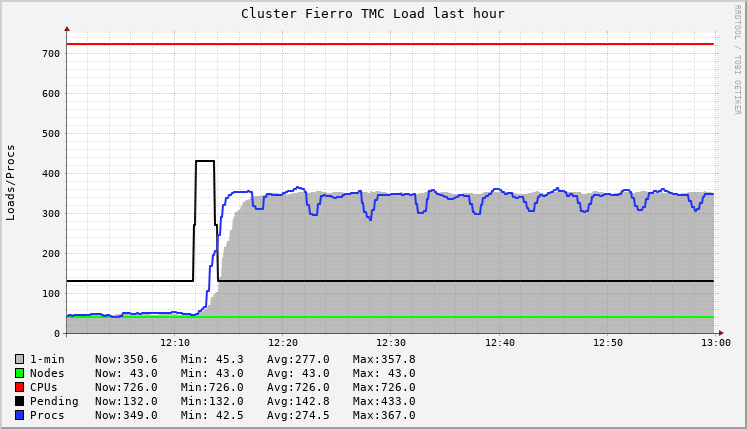 Cluster Fierro TMC Load last hour
RRDTOOL / TOBI OETIKER
Loads/Procs
700
600
500
400
300
200
100
0
12:10 12:20 12:30 12:40 12:50 13:00
1-min Now:350.6 Min: 45.3 Avg:277.0 Max:357.8
Nodes Now: 43.0 Min: 43.0 Avg: 43.0 Max: 43.0
CPUs Now:726.0 Min:726.0 Avg:726.0 Max:726.0
Pending Now:132.0 Min:132.0 Avg:142.8 Max:433.0
Procs Now:349.0 Min: 42.5 Avg:274.5 Max:367.0